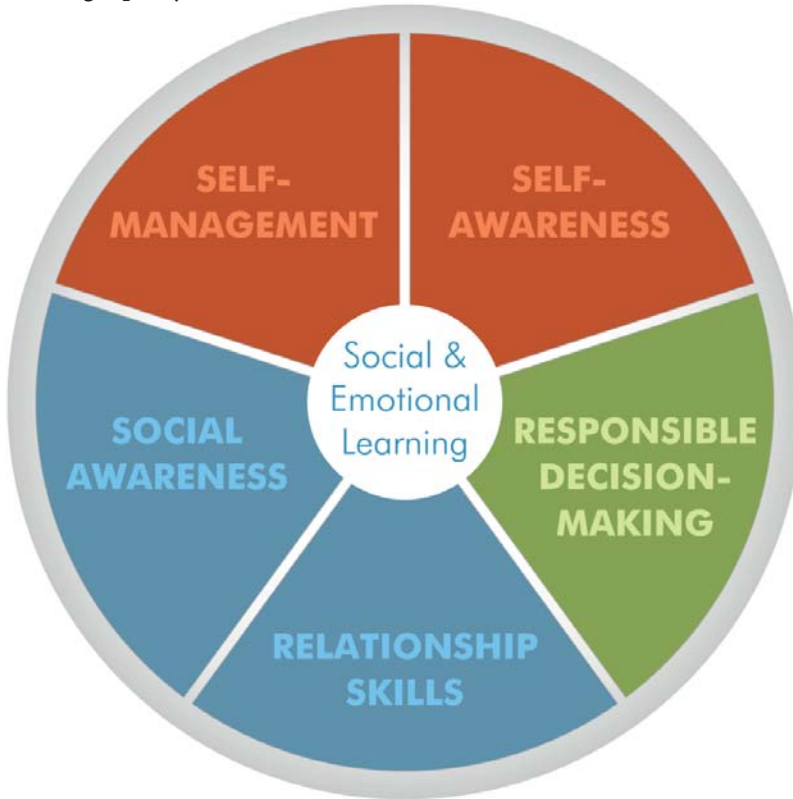 SELF-
MANAGEMENT
SELF-
AWARENESS
Social &
Emotional
Learning
SOCIAL
AWARENESS
RESPONSIBLE
DECISION-
MAKING
RELATIONSHIP
SKILLS